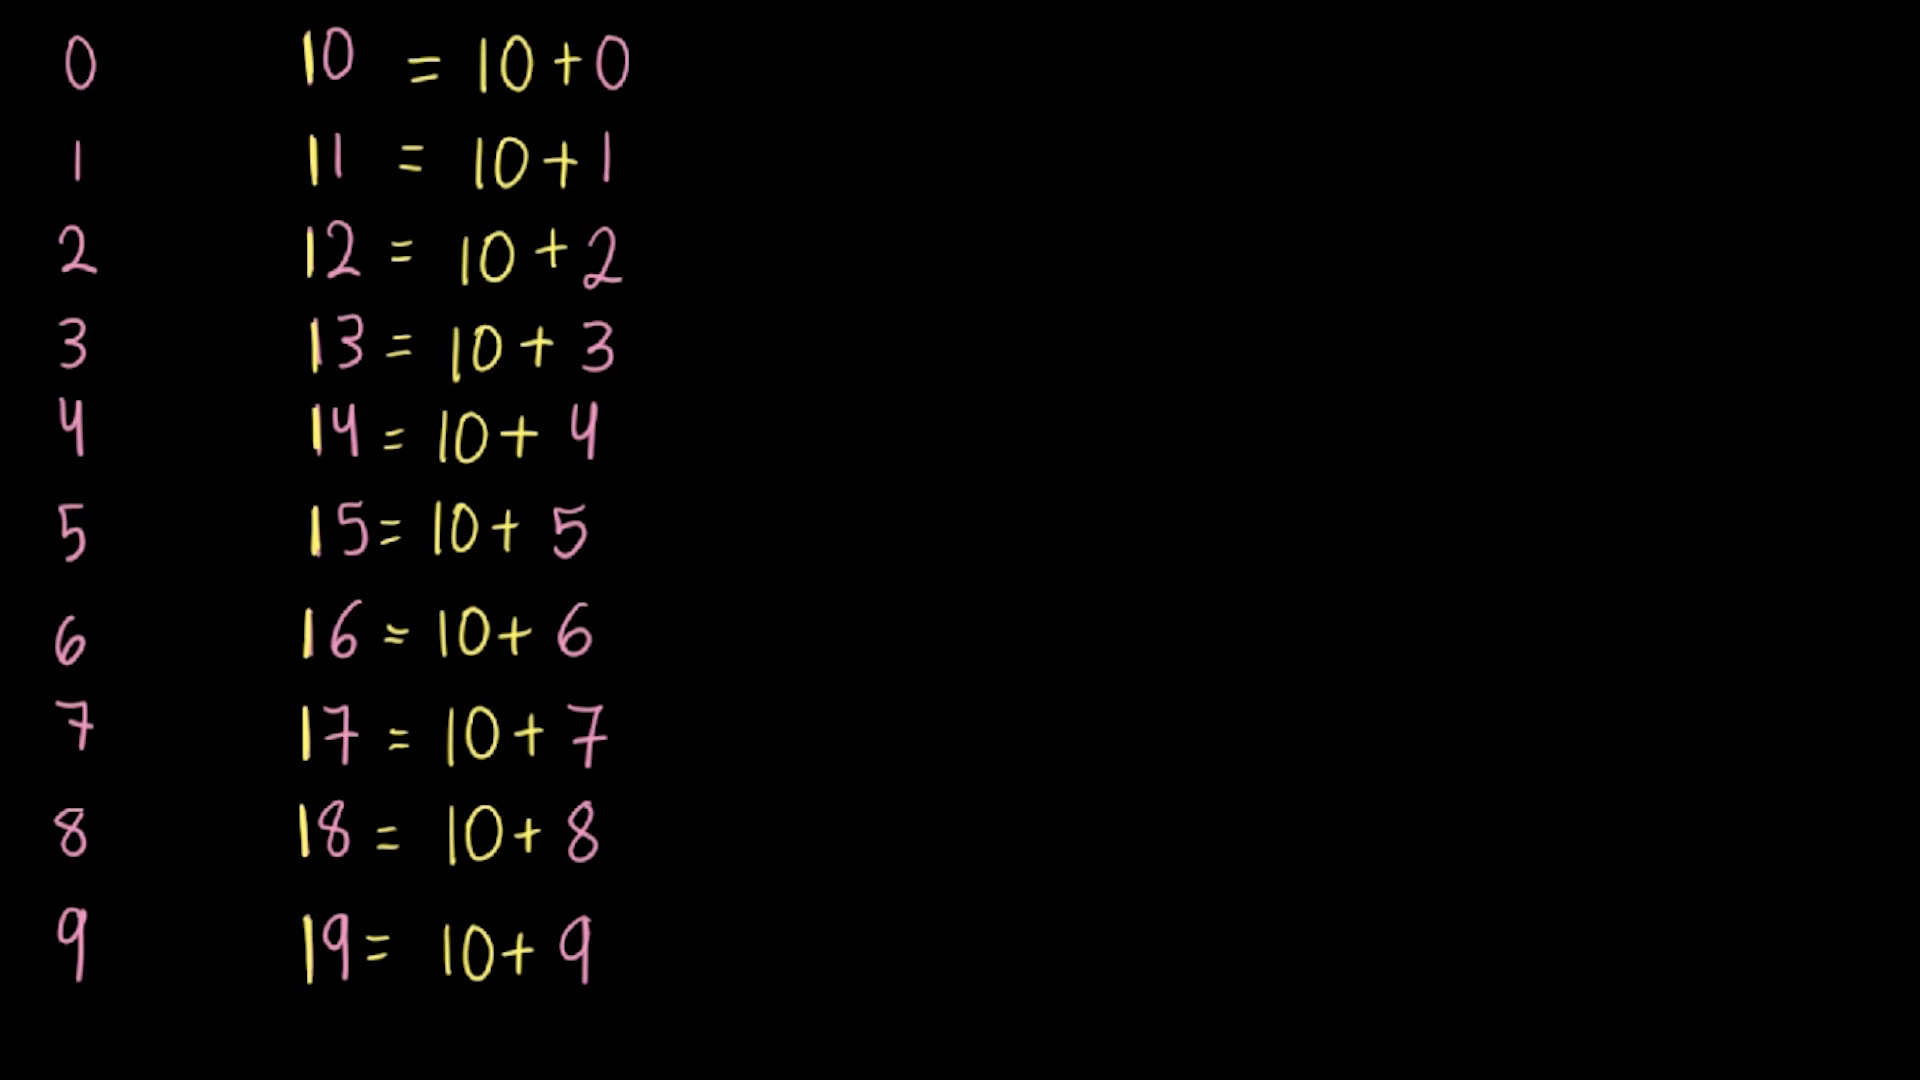 0 10 = 10 + 0
1 11 = 10 + 1
2 12 = 10 + 2
3 13 = 10 + 3
4 14 = 10 + 4
5 15 = 10 + 5
6 16 = 10 + 6
7 17 = 10 + 7
8 18 = 10 + 8
9 19 = 10 + 9